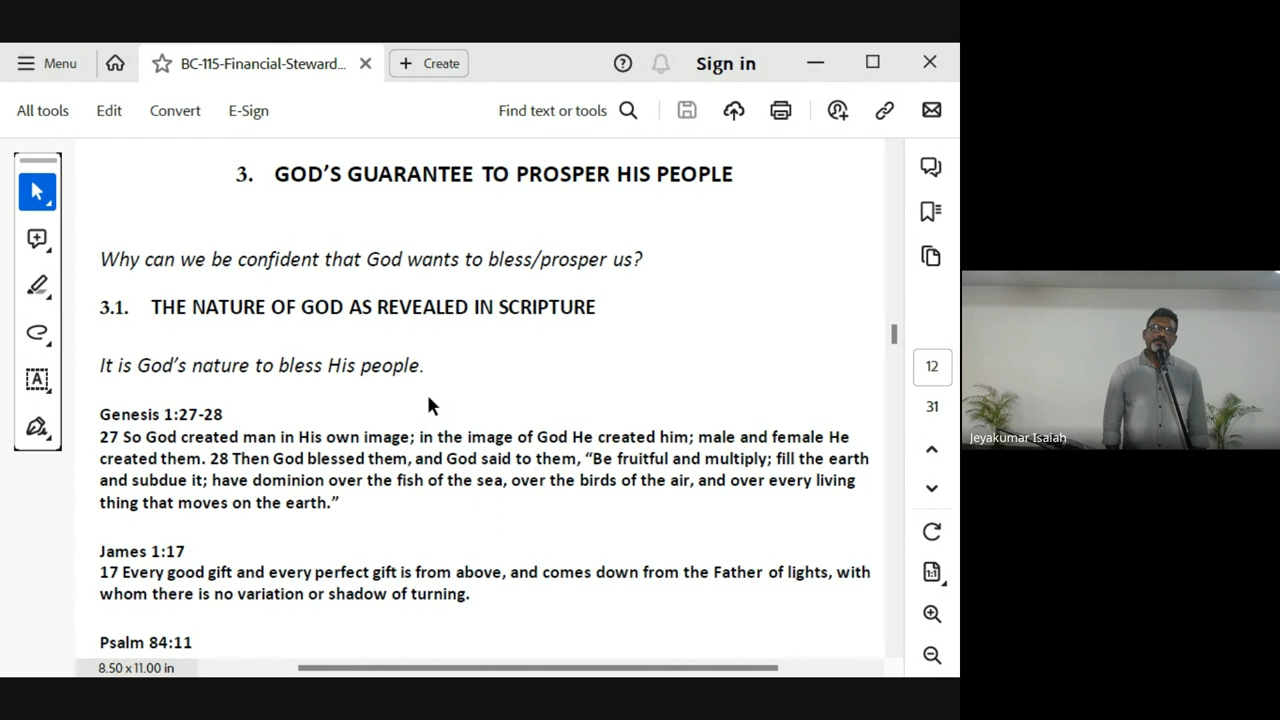 Menu
BC-115-Financial-Steward...
Create
Sign in
All tools
Edit
Convert
E-Sign
Find text or tools
3. GOD’S GUARANTEE TO PROSPER HIS PEOPLE
Why can we be confident that God wants to bless/prosper us?
3.1. THE NATURE OF GOD AS REVEALED IN SCRIPTURE
It is God’s nature to bless His people.
Genesis 1:27-28
27 So God created man in His own image; in the image of God He created him; male and female He
created them. 28 Then God blessed them, and God said to them, “Be fruitful and multiply; fill the earth
and subdue it; have dominion over the fish of the sea, over the birds of the air, and over every living
thing that moves on the earth.”
James 1:17
17 Every good gift and every perfect gift is from above, and comes down from the Father of lights, with
whom there is no variation or shadow of turning.
Psalm 84:11
8.50 x 11.00 in
12
31
1:1
Jeyakumar Isaiah